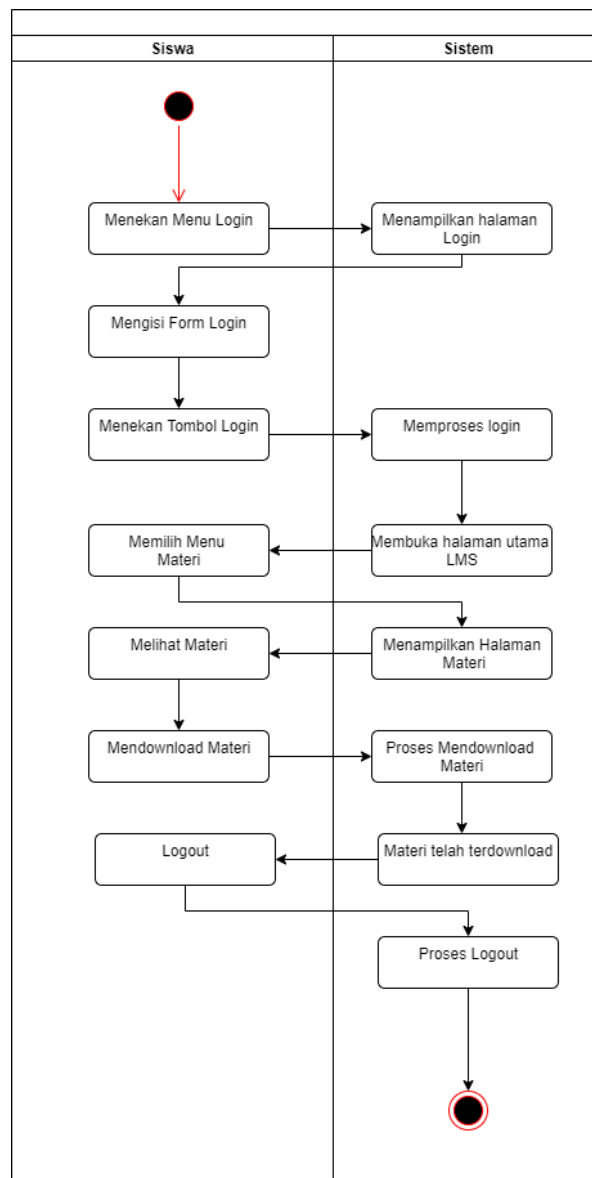 Siswa
Sistem
Menekan Menu Login
Menampilkan halaman
Login
Mengisi Form Login
Menekan Tombol Login
Memproses login
Memilih Menu
Materi
Membuka halaman utama
LMS
Melihat Materi
Menampilkan Halaman
Materi
Mendownload Materi
Proses Mendownload
Materi
Logout
Materi telah terdownload
Proses Logout